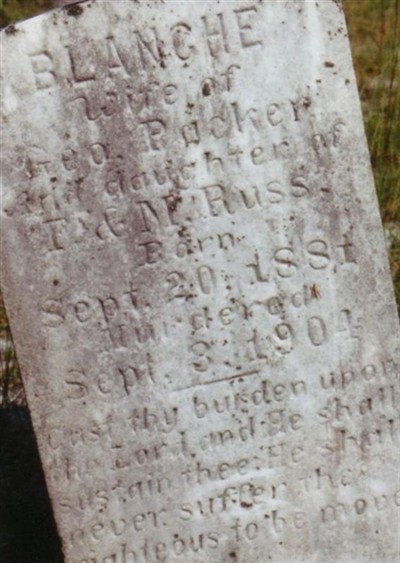 BLANCHE
Wife of
Geo. Packer
And daughter of
T. & M. Russ.
Born
Sept. 20. 1881
Murdered
Sept. 3. 1904
Cast thy burden upon
the Lord, and He shall
sustain thee: He shall
never suffer the
righteous to be move